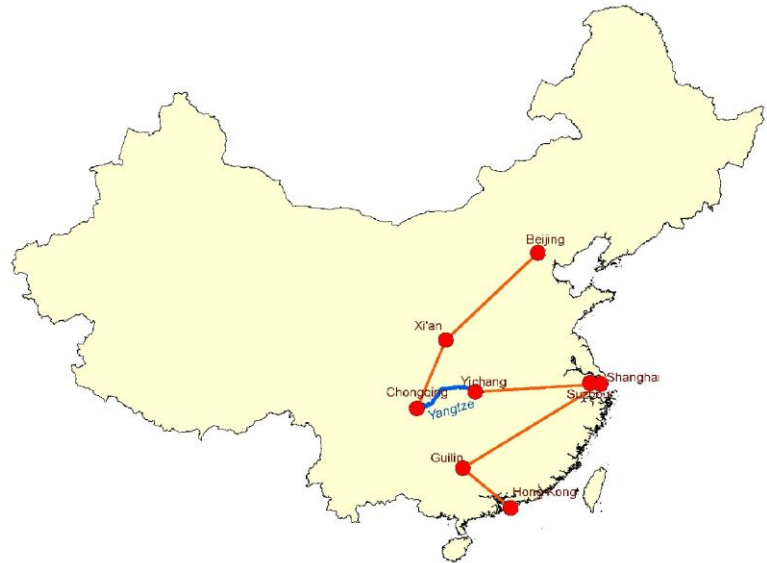 Beijing
Xi'an
Chongqing
Yichang
Yangtze
Shanghai
Suzhou
Guilin
Hong Kong